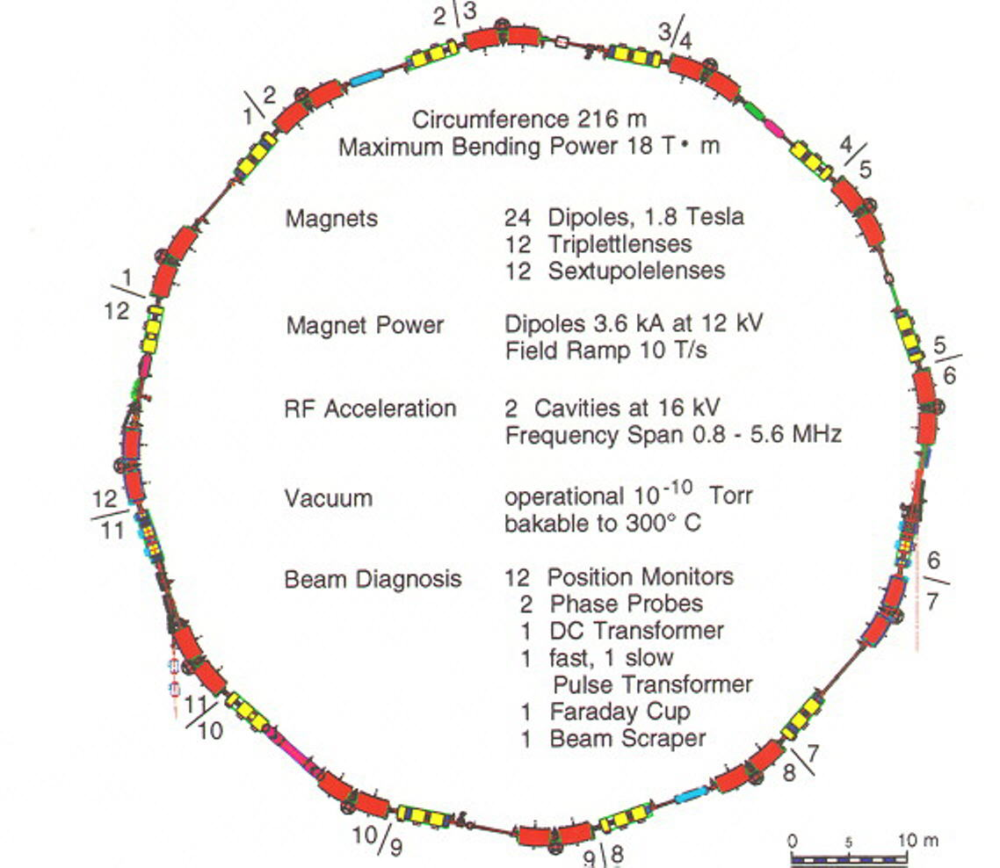 2/3
3/4
1/2
Circumference 216 m
Maximum Bending Power 18 T• m
4/5
Magnets 24 Dipoles, 1.8 Tesla
12 Triplettlenses
12 Sextupolelenses
1/12
Magnet Power Dipoles 3.6 kA at 12 kV
Field Ramp 10 T/s
5/6
RF Acceleration 2 Cavities at 16 kV
Frequency Span 0.8 - 5.6 MHz
Vacuum operational 10⁻¹⁰ Torr
bakable to 300° C
12/11
Beam Diagnosis 12 Position Monitors
6/7
2 Phase Probes
1 DC Transformer
1 fast, 1 slow
Pulse Transformer
1 Faraday Cup
1 Beam Scraper
11/10
8/7
10/9
9/8
0 5 10 m